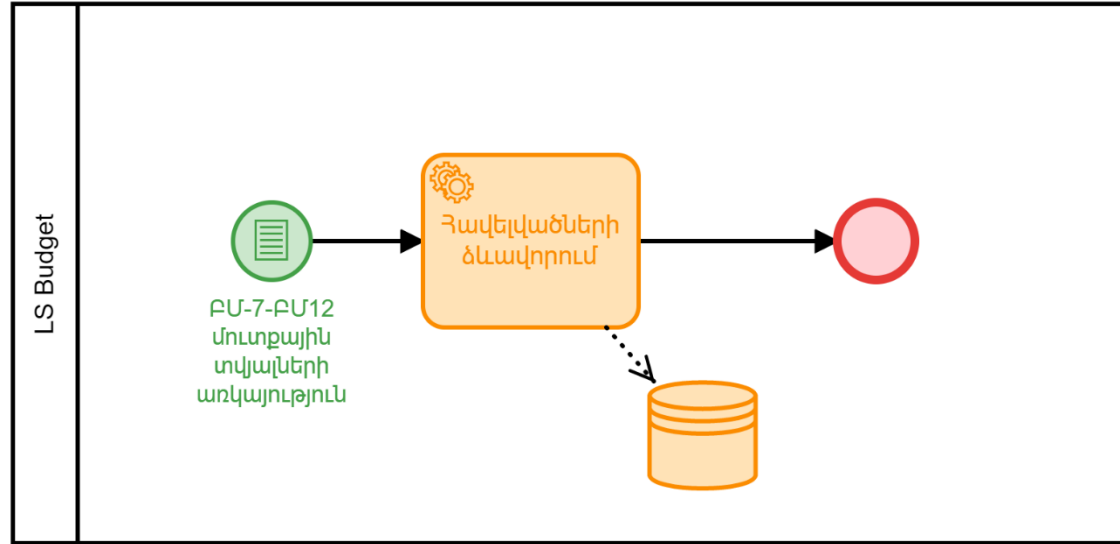 LS Budget
ԲՄ-7-ԲՄ12
մուտքային
տվյալների
առկայություն
Հավելվածների
ձևավորում